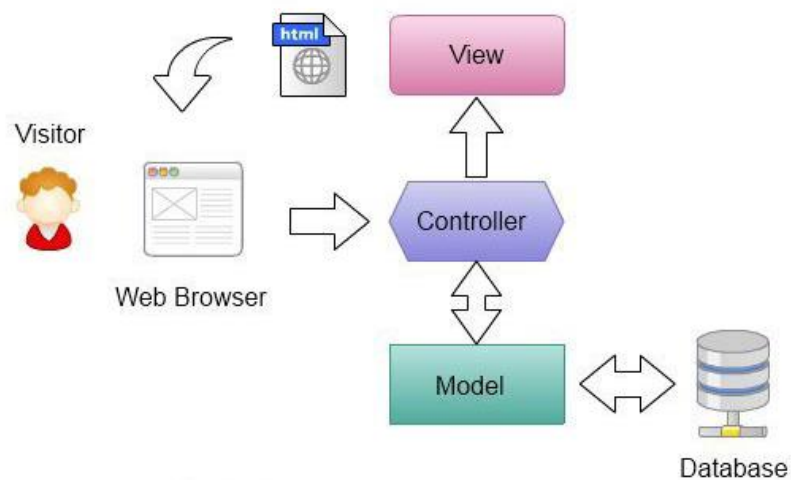 html
View
Visitor
Controller
Web Browser
Model
Database